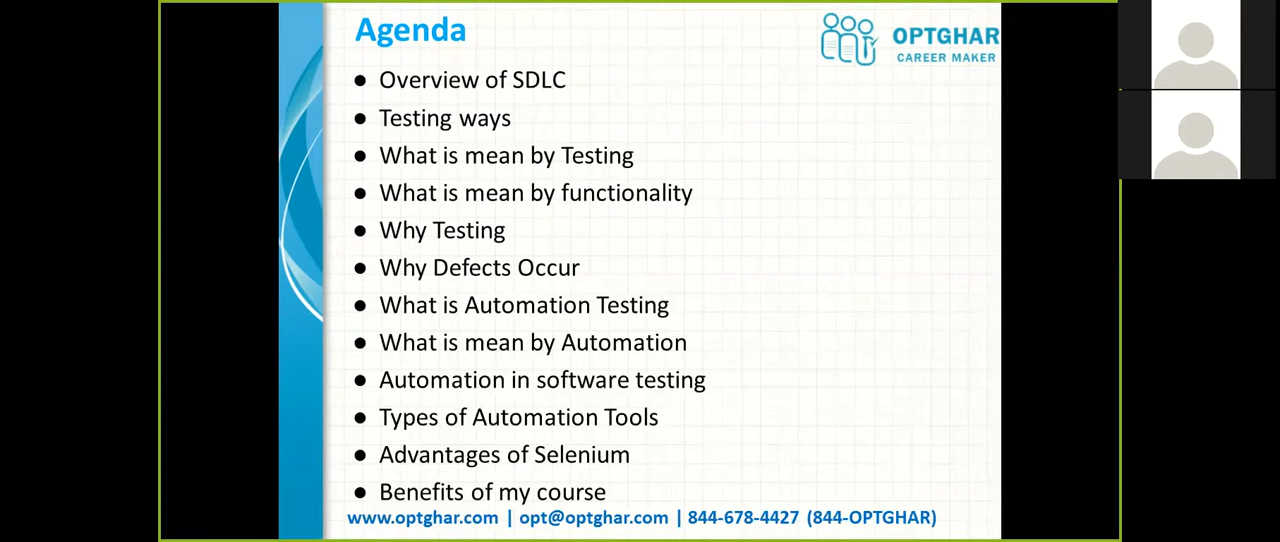 Agenda
OPTGHAR
CAREER MAKER
● Overview of SDLC
● Testing ways
● What is mean by Testing
● What is mean by functionality
● Why Testing
● Why Defects Occur
● What is Automation Testing
● What is mean by Automation
● Automation in software testing
● Types of Automation Tools
● Advantages of Selenium
● Benefits of my course
www.optghar.com | opt@optghar.com | 844-678-4427 (844-OPTGHAR)